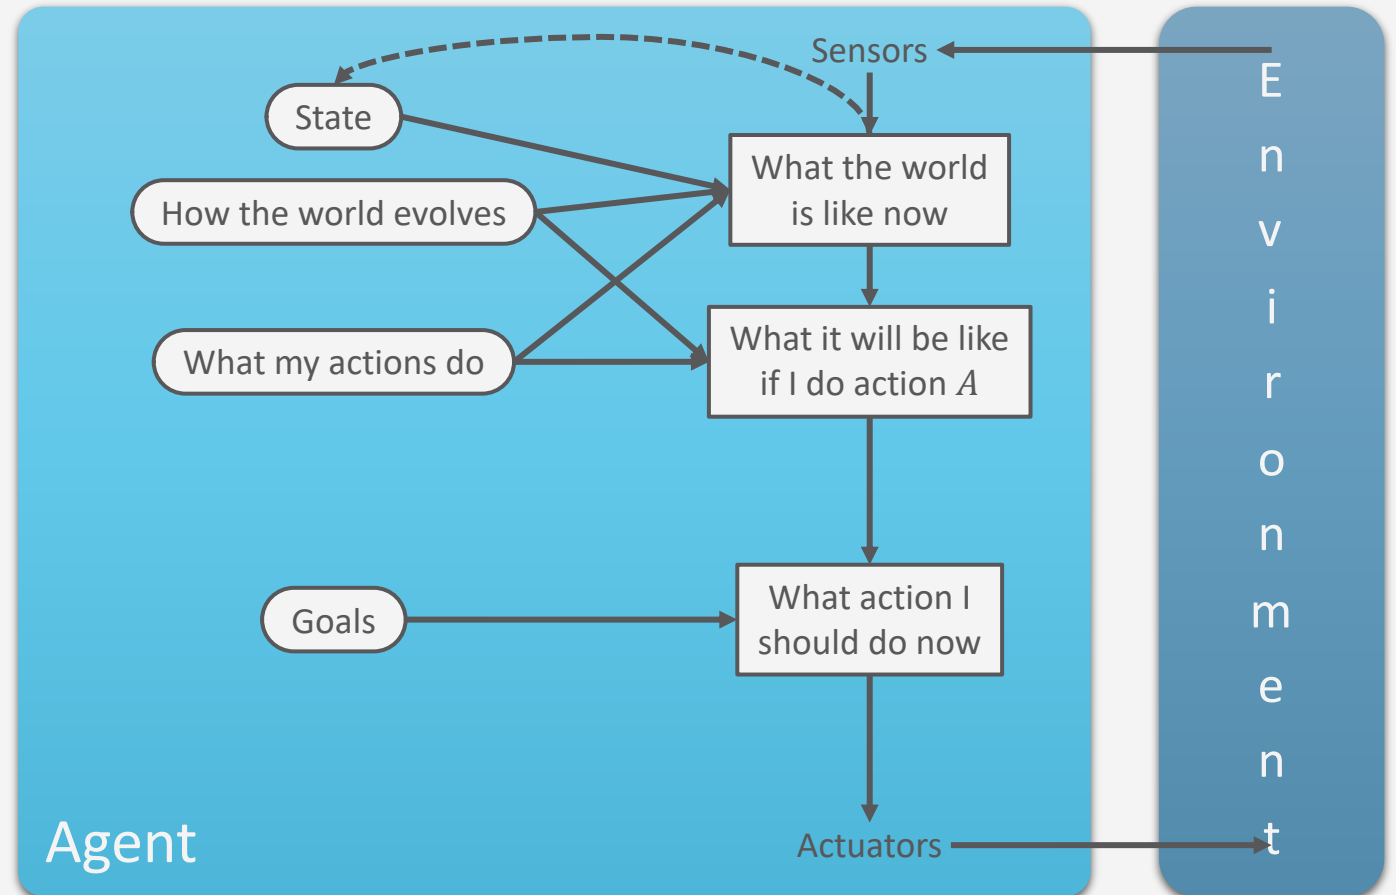 Sensors
State
What the world
is like now
How the world evolves
What it will be like
if I do action A
What my actions do
What action I
should do now
Goals
Actuators
Agent
E
n
v
i
r
o
n
m
e
n
t